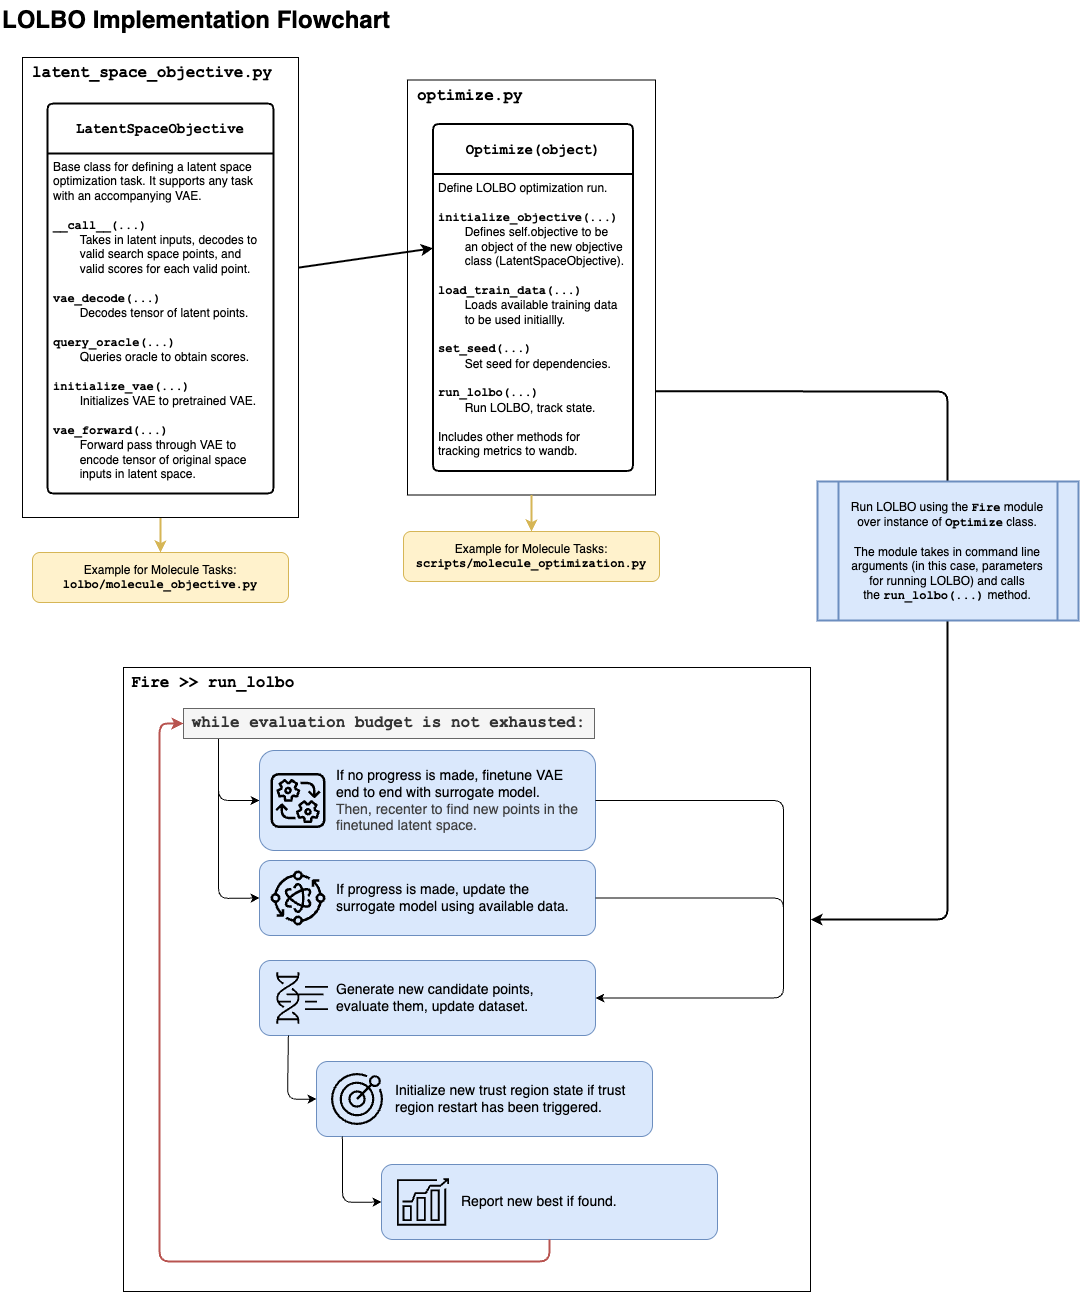 LOLBO Implementation Flowchart
latent_space_objective.py
LatentSpaceObjective
Base class for defining a latent space
optimization task. It supports any task
with an accompanying VAE.
__call__(...)
Takes in latent inputs, decodes to
valid search space points, and
valid scores for each valid point.
vae_decode(...)
Decodes tensor of latent points.
query_oracle(...)
Queries oracle to obtain scores.
initialize_vae(...)
Initializes VAE to pretrained VAE.
vae_forward(...)
Forward pass through VAE to
encode tensor of original space
inputs in latent space.
Example for Molecule Tasks:
lolbo/molecule_objective.py
optimize.py
Optimize(object)
Define LOLBO optimization run.
initialize_objective(...)
Defines self.objective to be
an object of the new objective
class (LatentSpaceObjective).
load_train_data(...)
Loads available training data
to be used initiallly.
set_seed(...)
Set seed for dependencies.
run_lolbo(...)
Run LOLBO, track state.
Includes other methods for
tracking metrics to wandb.
Example for Molecule Tasks:
scripts/molecule_optimization.py
Run LOLBO using the Fire module
over instance of Optimize class.
The module takes in command line
arguments (in this case, parameters
for running LOLBO) and calls
the run_lolbo(...) method.
Fire >> run_lolbo
while evaluation budget is not exhausted:
If no progress is made, finetune VAE
end to end with surrogate model.
Then, recenter to find new points in the
finetuned latent space.
If progress is made, update the
surrogate model using available data.
Generate new candidate points,
evaluate them, update dataset.
Initialize new trust region state if trust
region restart has been triggered.
Report new best if found.